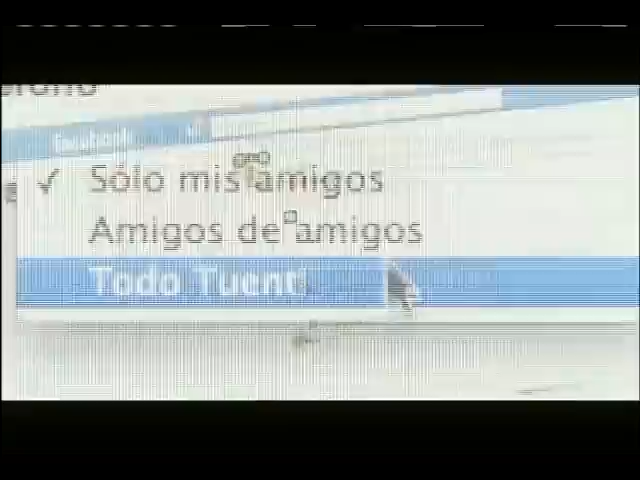 ✓ Sólo mis amigos
Amigos de amigos
Todo Tuenti